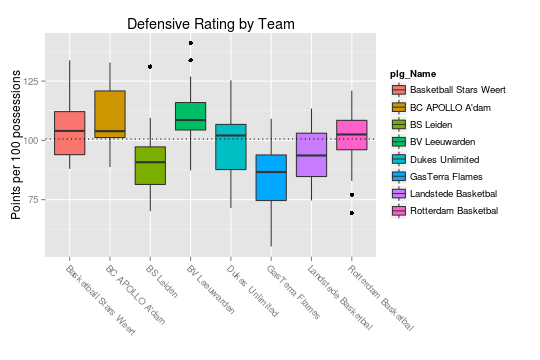 Defensive Rating by Team
Points per 100 possessions
125
100
75
Basketball Stars Weert
BC APOLLO A'dam
BS Leiden
BV Leeuwarden
Dukes Unlimited
GasTerra Flames
Landstede Basketbal
Rotterdam Basketbal
plg_Name
Basketball Stars Weert
BC APOLLO A'dam
BS Leiden
BV Leeuwarden
Dukes Unlimited
GasTerra Flames
Landstede Basketbal
Rotterdam Basketbal